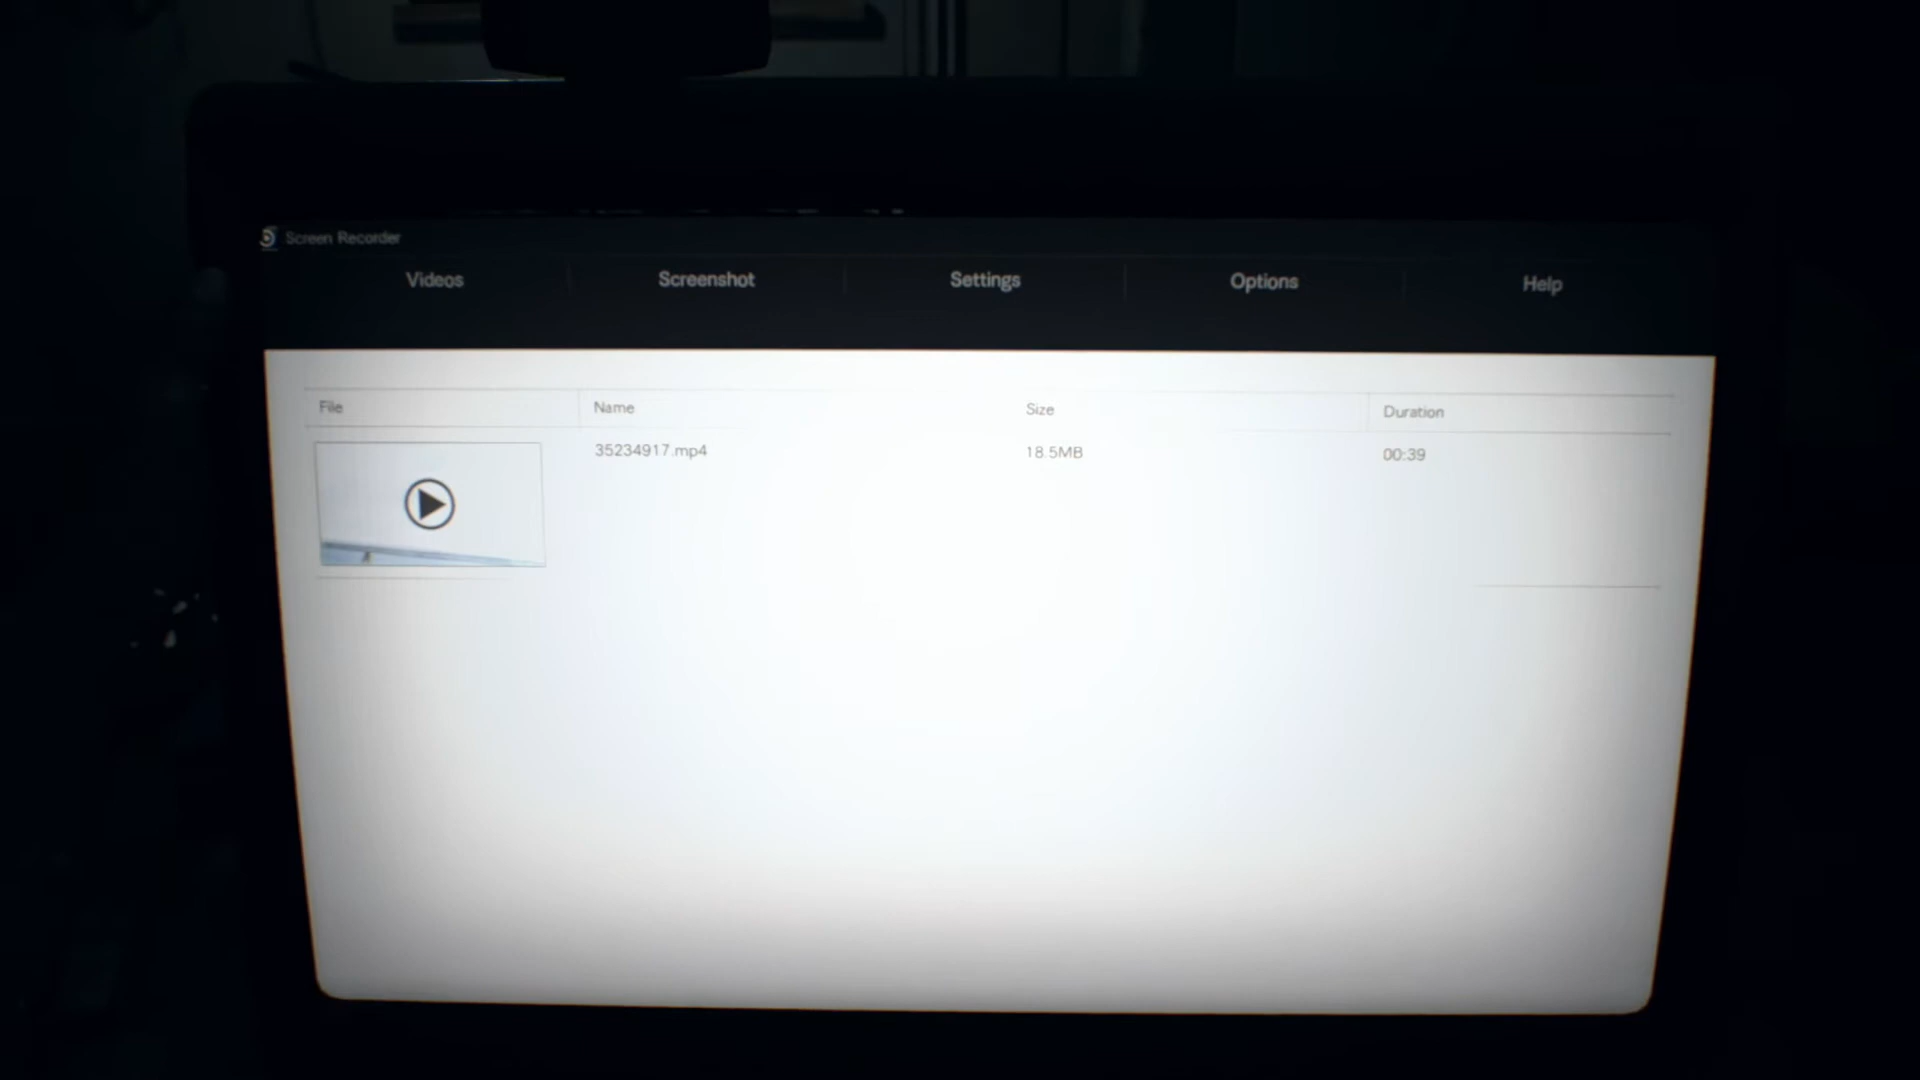 Screen Recorder
Videos Screenshot Settings Options Help
File Name Size Duration
35234917.mp4 18.5MB 00:39